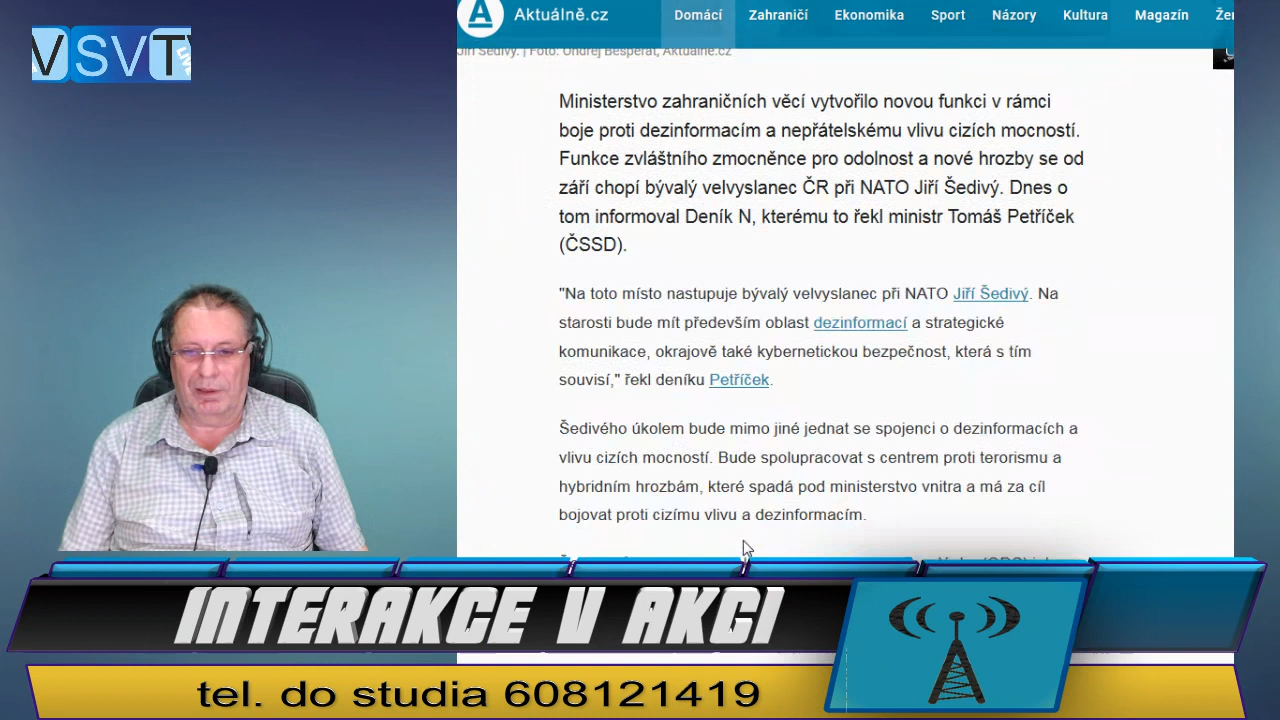 VSVT
Aktuálně.cz
Domácí Zahraničí Ekonomika Sport Názory Kultura Magazín
Jiří Šedivý. | Foto: Ondřej Besperát, Aktuálně.cz
Ministerstvo zahraničních věcí vytvořilo novou funkci v rámci
boje proti dezinformacím a nepřátelskému vlivu cizích mocností.
Funkce zvláštního zmocněnce pro odolnost a nové hrozby se od
září chopí bývalý velvyslanec ČR při NATO Jiří Šedivý. Dnes o
tom informoval Deník N, kterému to řekl ministr Tomáš Petříček
(ČSSD).
"Na toto místo nastupuje bývalý velvyslanec při NATO Jiří Šedivý. Na
starosti bude mít především oblast dezinformací a strategické
komunikace, okrajově také kybernetickou bezpečnost, která s tím
souvisí," řekl deníku Petříček.
Šedivého úkolem bude mimo jiné jednat se spojenci o dezinformacích a
vlivu cizích mocností. Bude spolupracovat s centrem proti terorismu a
hybridním hrozbám, které spadá pod ministerstvo vnitra a má za cíl
bojovat proti cizímu vlivu a dezinformacím.
INTERAKCE V AKCI
tel. do studia 608121419